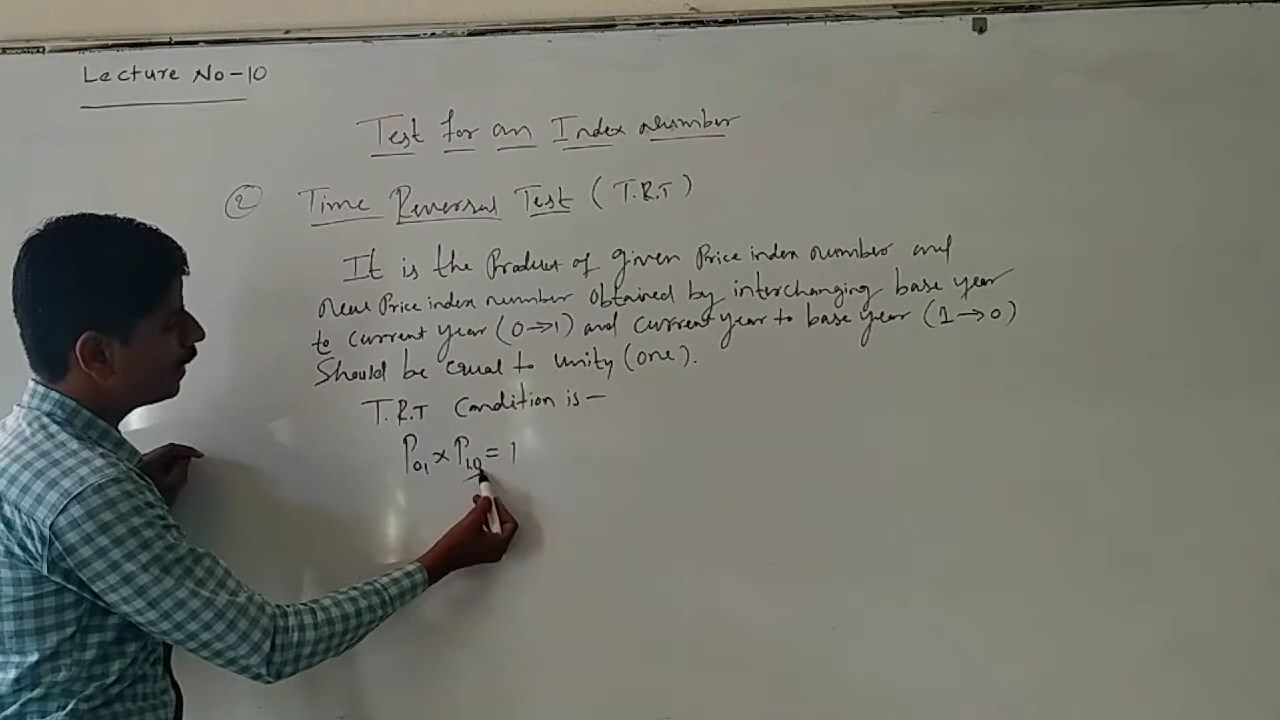 Lecture No-10
Test for an Index Number
② Time Reversal Test (T.R.T)
It is the Product of given Price index number and
new Price index number obtained by interchanging base year
to current year (0→1) and current year to base year (1→0)
Should be equal to unity (one).
T.R.T Condition is -
P₀₁ × P₁₀ = 1